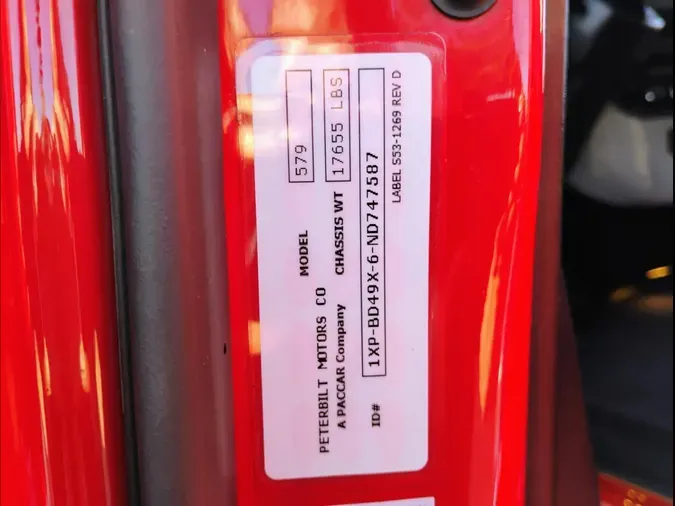 PETERBILT MOTORS CO MODEL 579
A PACCAR Company CHASSIS WT 17655 LBS
ID# 1XP-BD49X-6-ND747587
LABEL S53-1269 REV D